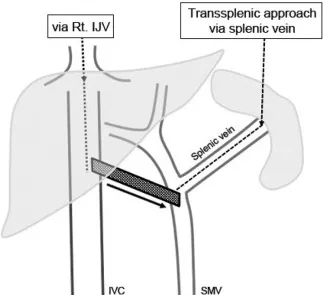 via Rt. IJV
Transsplenic approach
via splenic vein
Splenic vein
IVC
SMV